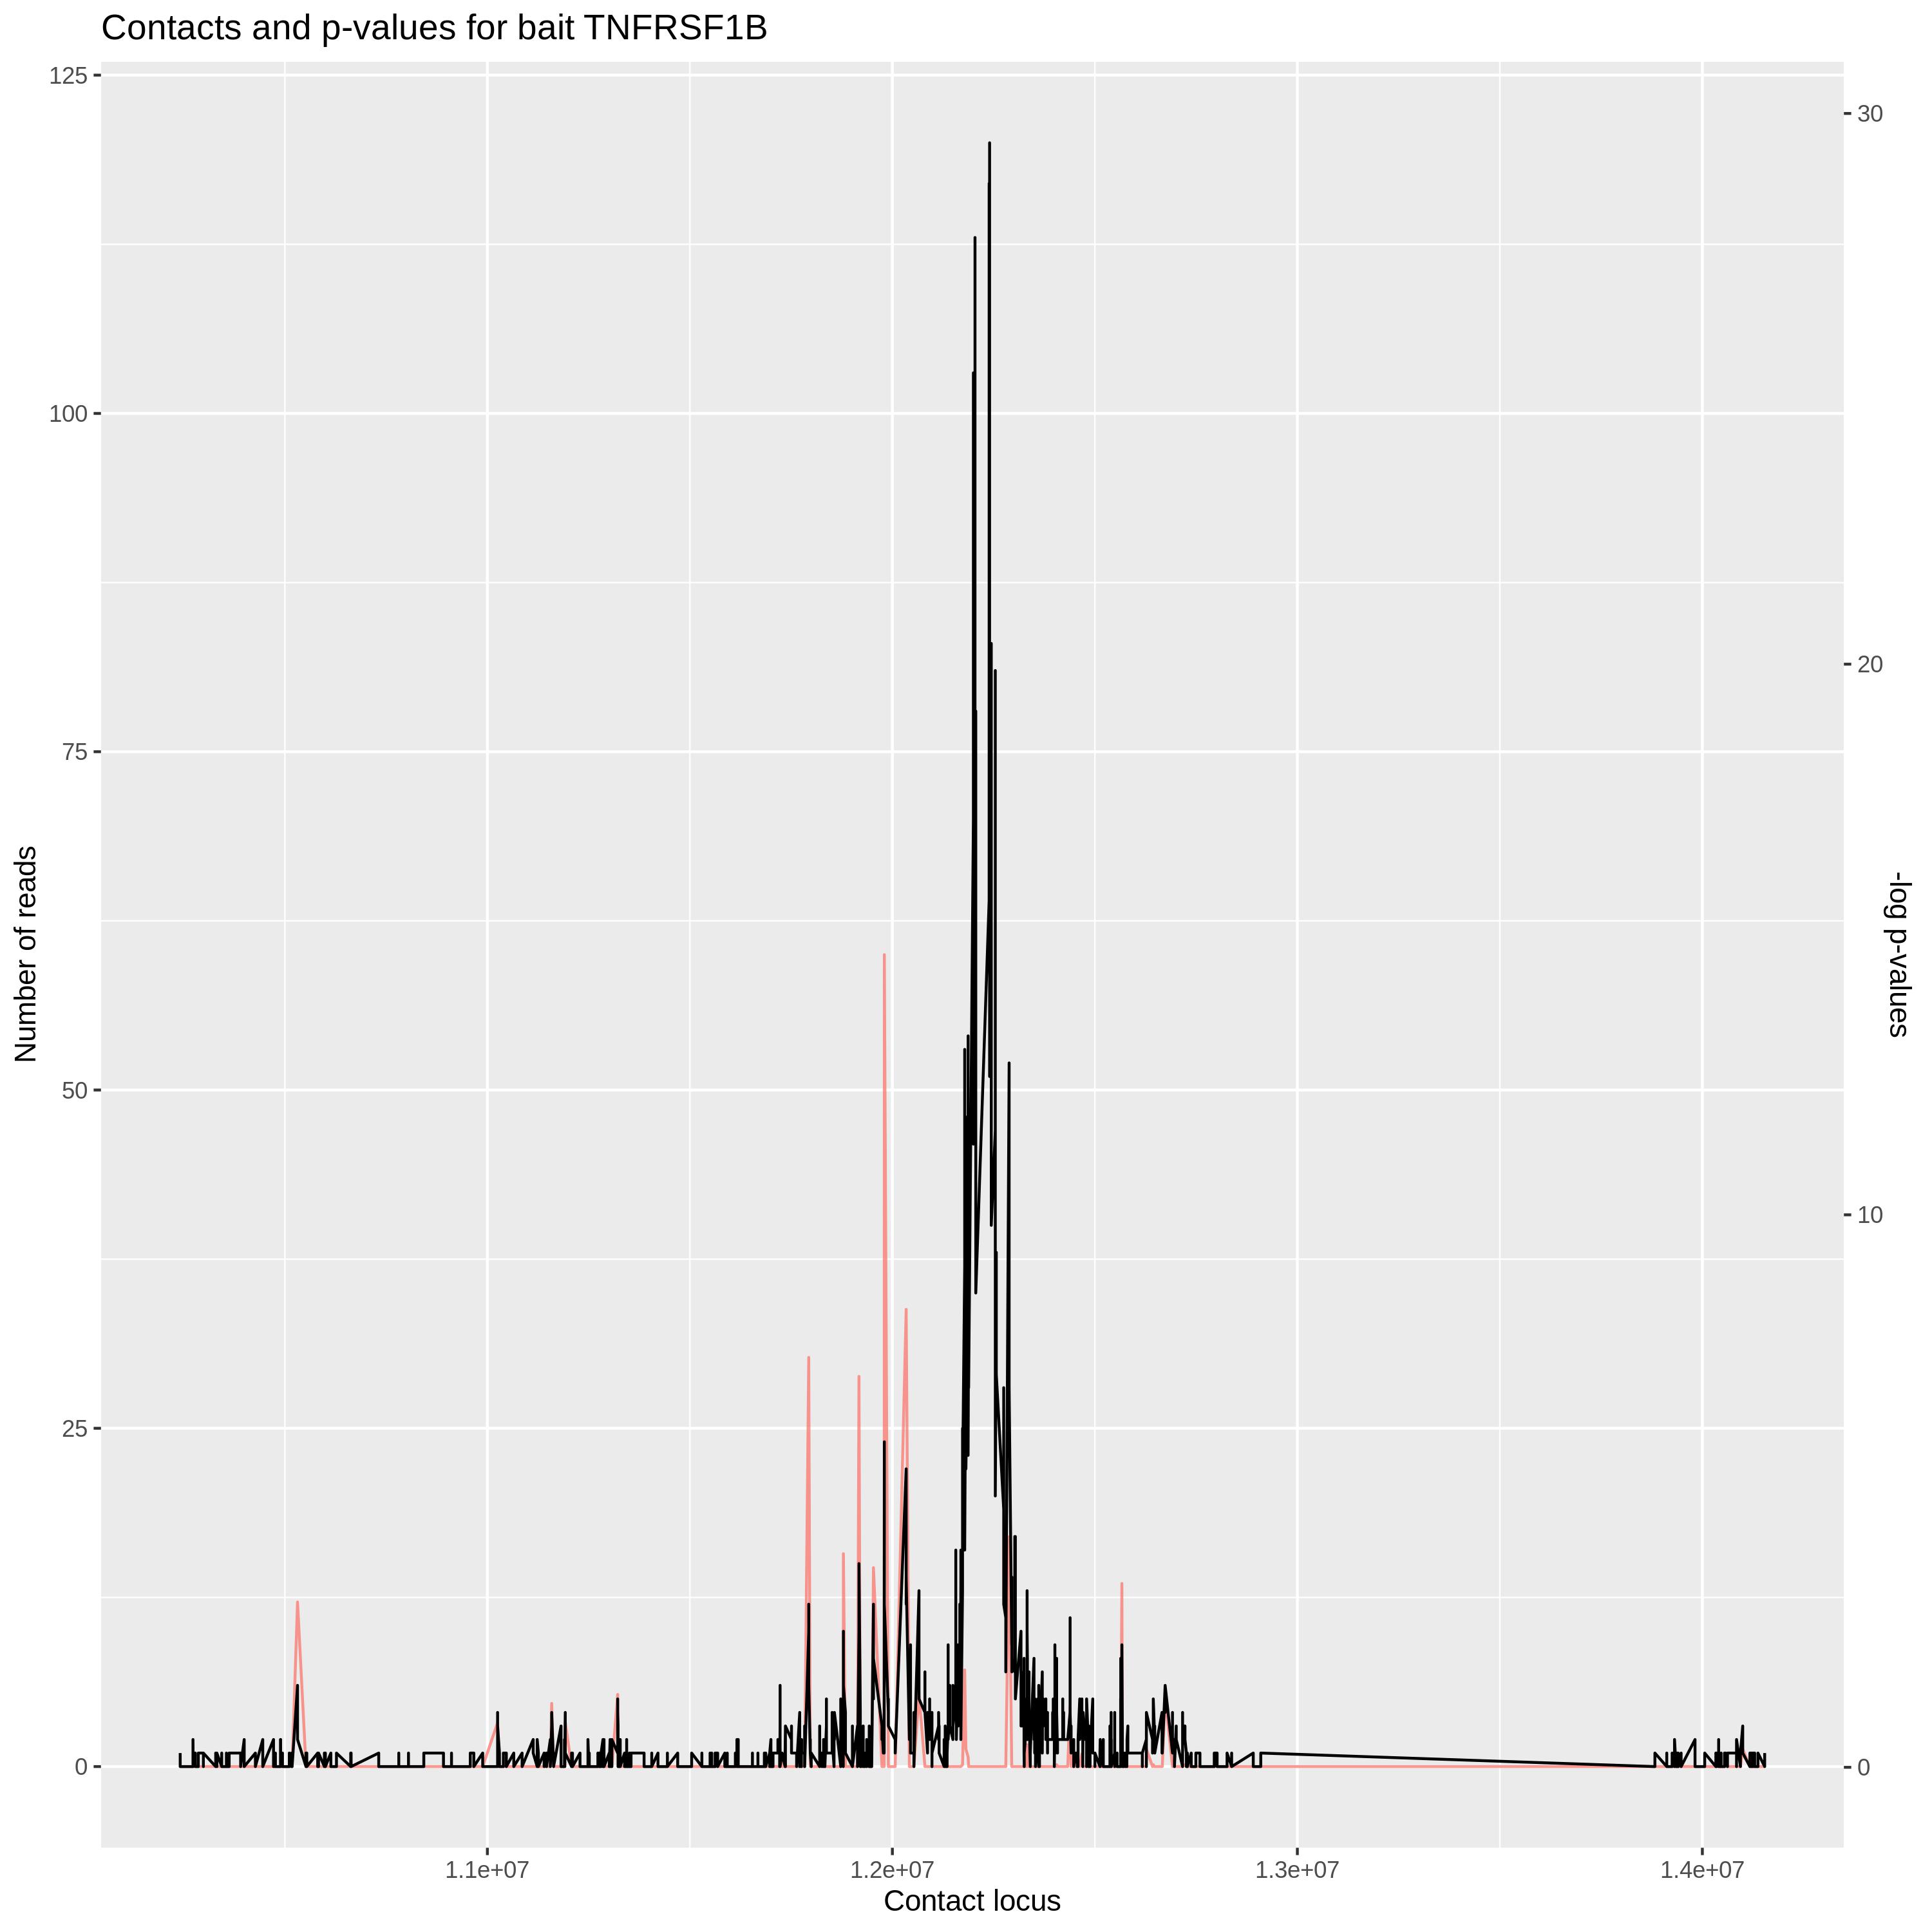 Contacts and p-values for bait TNFRSF1B
125
100
75
50
25
0
Number of reads
30
20
10
0
-log p-values
1.1e+07
1.2e+07
1.3e+07
1.4e+07
Contact locus